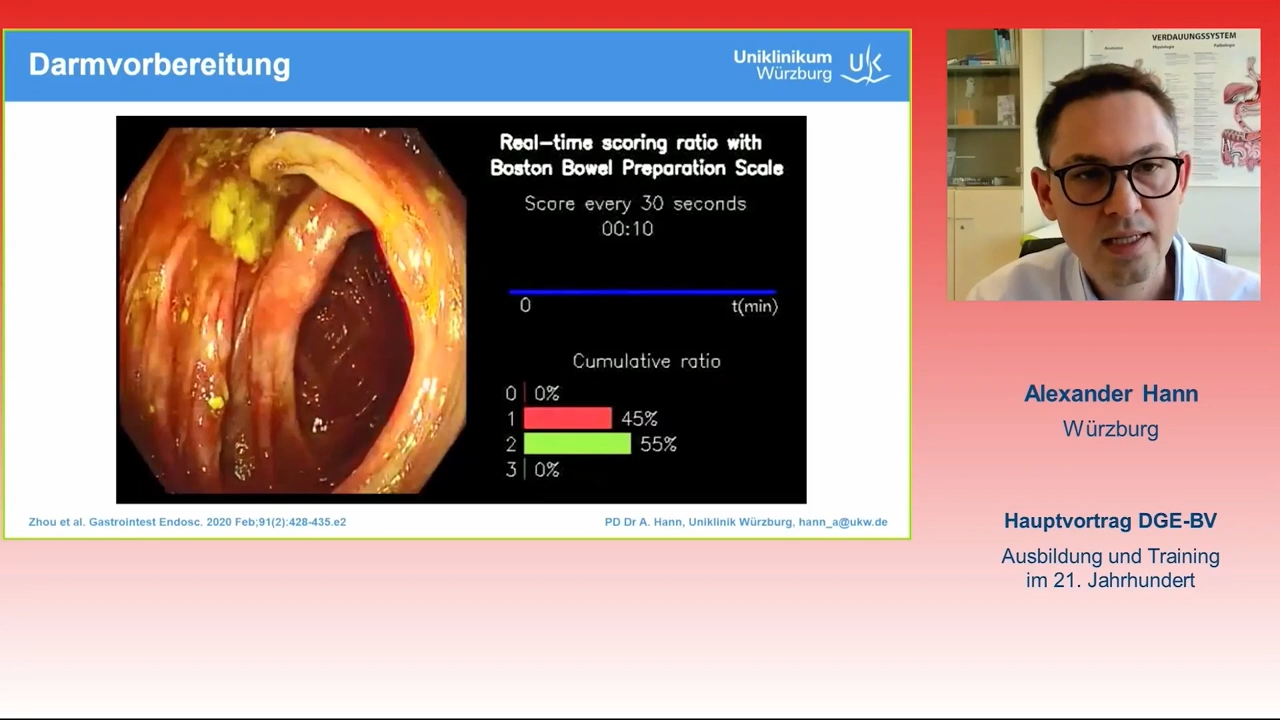 Darmvorbereitung
Uniklinikum
Würzburg
UK
Real-time scoring ratio with
Boston Bowel Preparation Scale
Score every 30 seconds
00:10
0 t(min)
Cumulative ratio
0 0%
1 45%
2 55%
3 0%
Zhou et al. Gastrointest Endosc. 2020 Feb;91(2):428-435.e2
PD Dr A. Hann, Uniklinik Würzburg, hann_a@ukw.de
VERDAUUNGSSYSTEM
Anatomie Physiologie Pathologie
Alexander Hann
Würzburg
Hauptvortrag DGE-BV
Ausbildung und Training
im 21. Jahrhundert